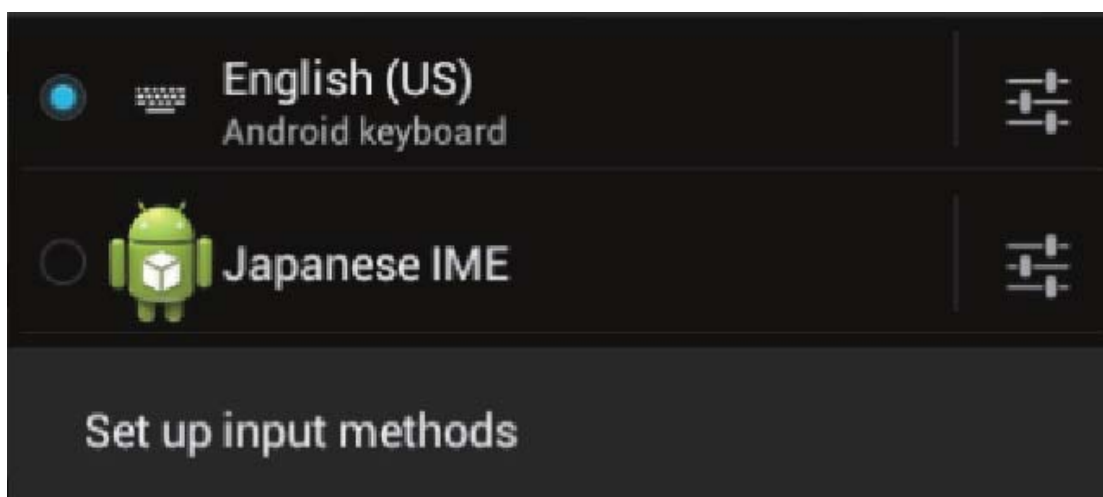 English (US)
Android keyboard
Japanese IME
Set up input methods